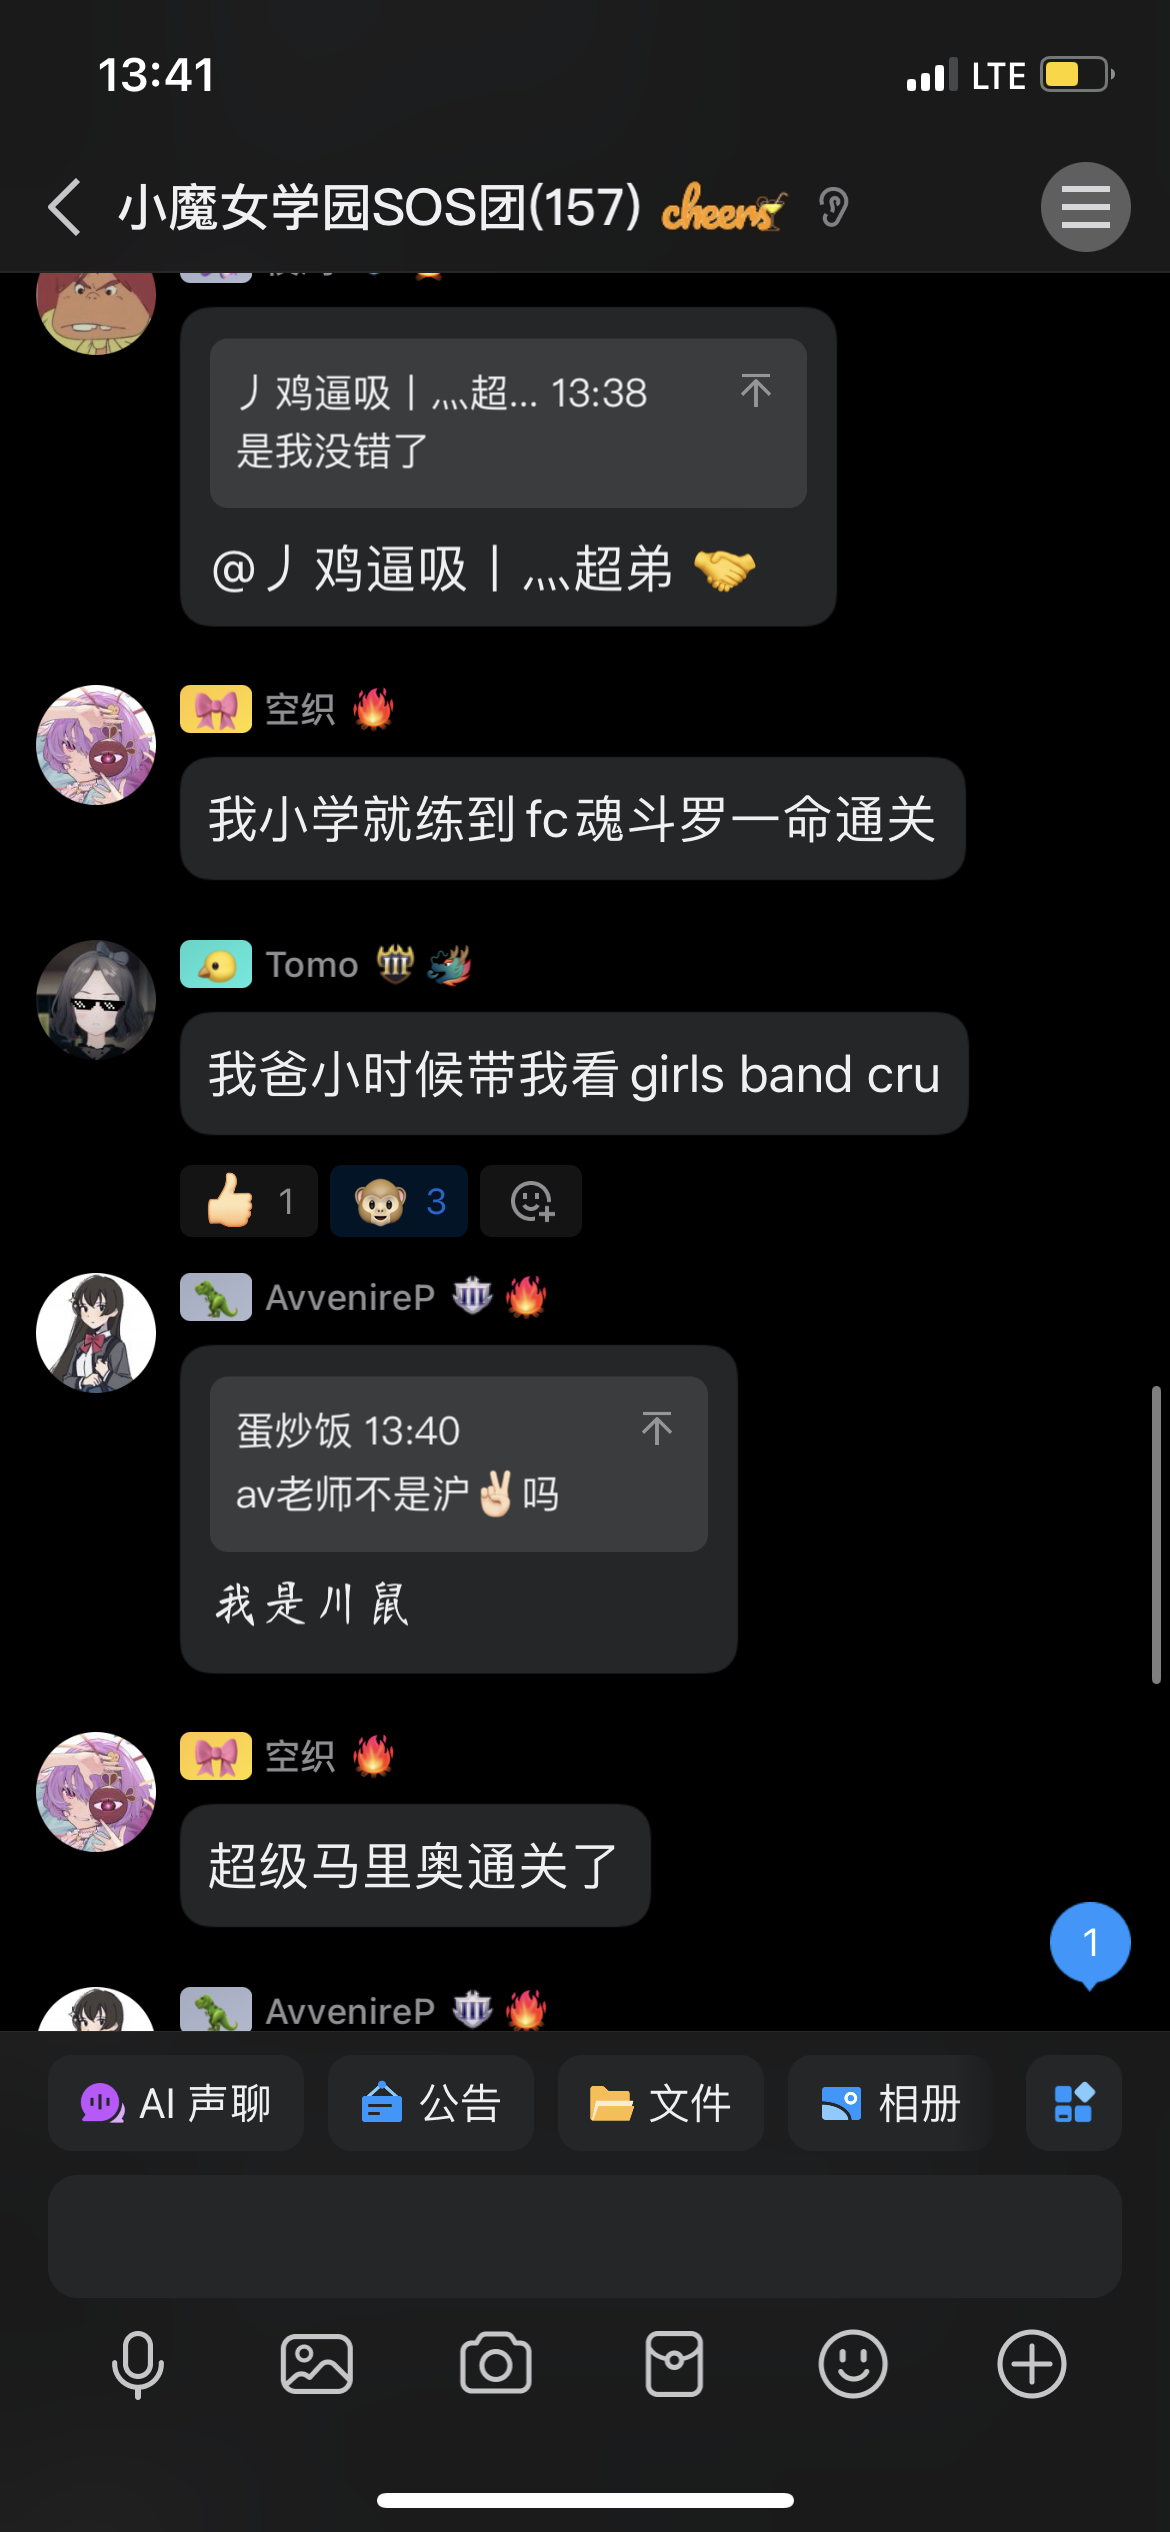 13:41
LTE
小魔女学园SOS团(157) cheers
丿鸡逼吸丨灬超... 13:38
是我没错了
@丿鸡逼吸丨灬超弟
空织
我小学就练到fc魂斗罗一命通关
Tomo
我爸小时候带我看girls band cru
1
3
AvvenireP
蛋炒饭 13:40
av老师不是沪✌🏻吗
我是川鼠
空织
超级马里奥通关了
1
AvvenireP
AI 声聊
公告
文件
相册